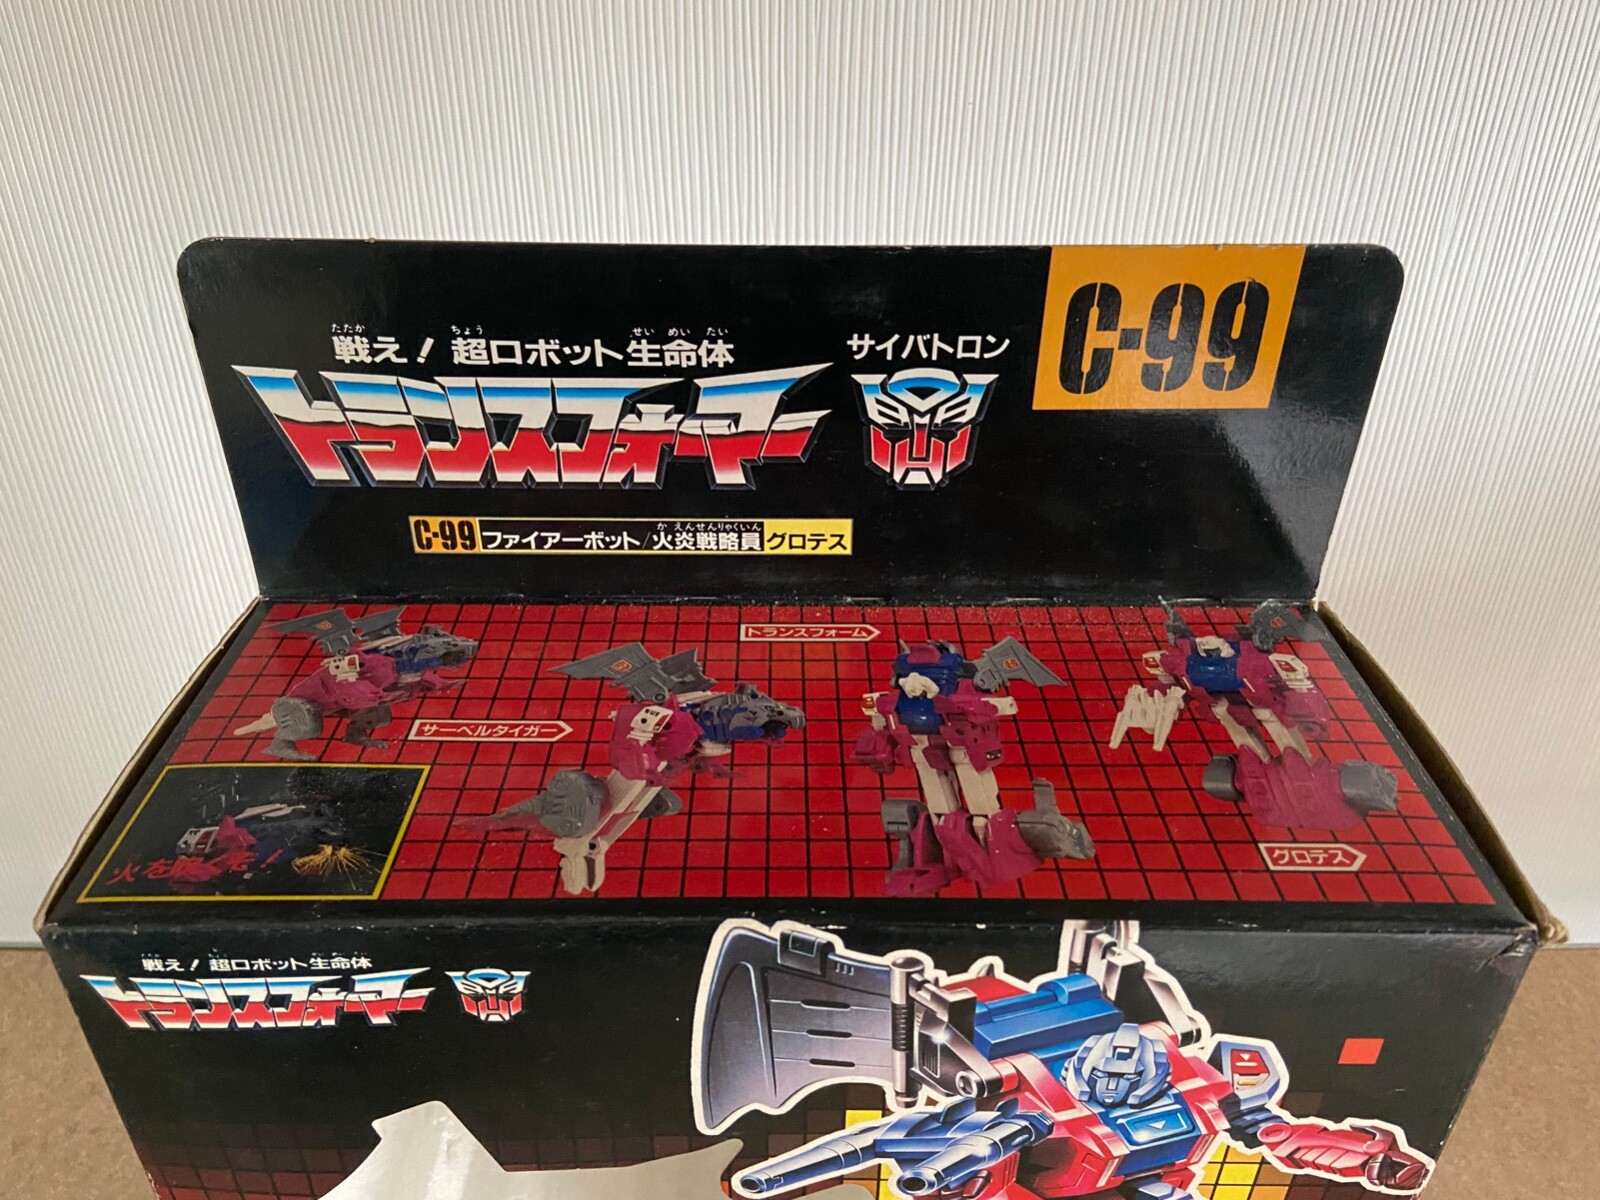 C-99
たたか ちょう せい めい たい
戦え! 超ロボット生命体
サイバトロン
トランスフォーマー
かえんせんりゃくいん
C-99 ファイアーボット/火炎戦略員 グロテス
トランスフォーム
サーベルタイガー
グロテス
戦え! 超ロボット生命体
トランスフォーマー